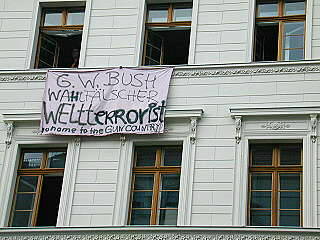 G. W. BUSH
WAHLFÄLSCHER
WELTTERRORIST
go home to the GUN COUNTRY!